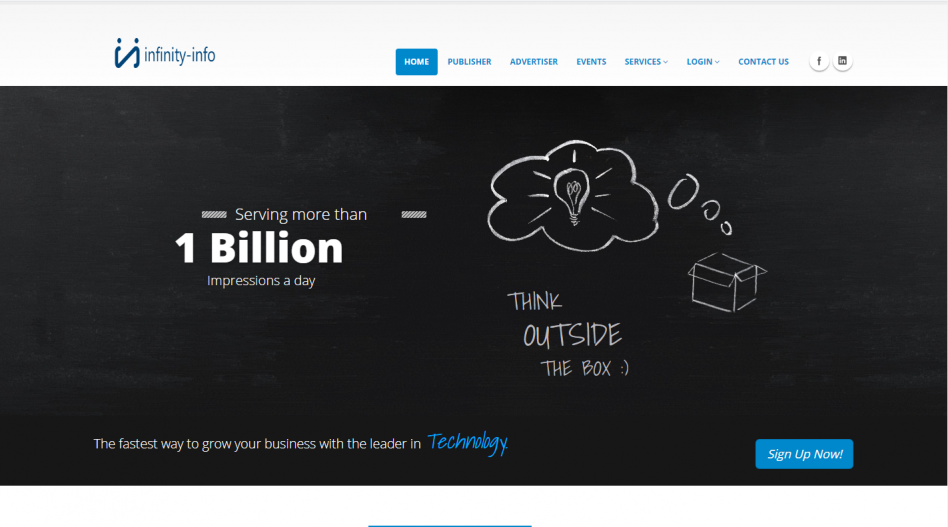 infinity-info
HOME PUBLISHER ADVERTISER EVENTS SERVICES LOGIN CONTACT US
f in
Serving more than
1 Billion
Impressions a day
THINK
OUTSIDE
THE BOX :)
The fastest way to grow your business with the leader in Technology.
Sign Up Now!